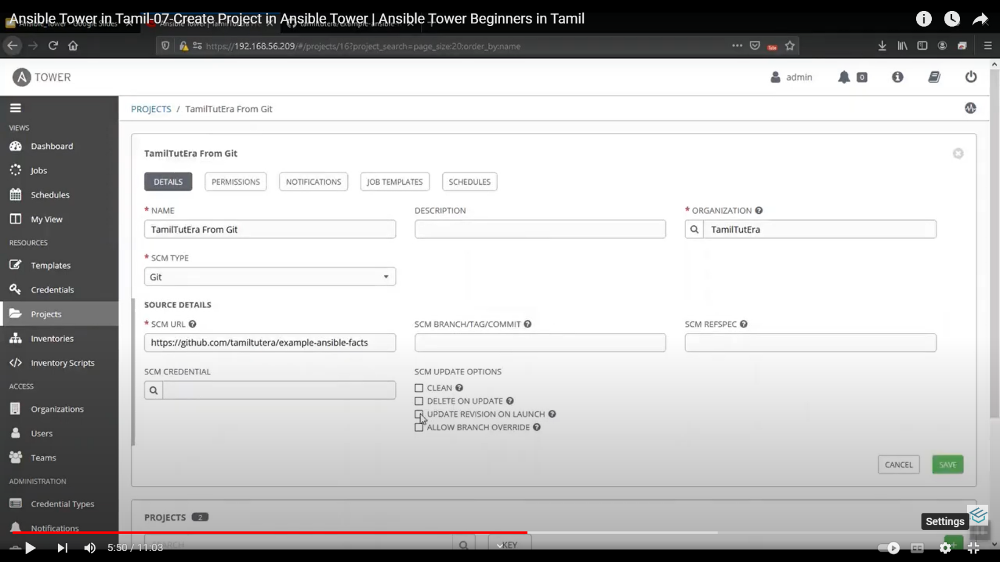 Ansible Tower in Tamil-07-Create Project in Ansible Tower | Ansible Tower Beginners in Tamil
https://192.168.56.209/#/projects/16?project_search=page_size:20;order_by:name
TOWER
admin
0
PROJECTS / TamilTutEra From Git
VIEWS
Dashboard
Jobs
Schedules
My View
RESOURCES
Templates
Credentials
Projects
Inventories
Inventory Scripts
ACCESS
Organizations
Users
Teams
ADMINISTRATION
Credential Types
Notifications
TamilTutEra From Git
DETAILS PERMISSIONS NOTIFICATIONS JOB TEMPLATES SCHEDULES
* NAME DESCRIPTION * ORGANIZATION
TamilTutEra From Git TamilTutEra
* SCM TYPE
Git
SOURCE DETAILS
* SCM URL SCM BRANCH/TAG/COMMIT SCM REFSPEC
https://github.com/tamiltutera/example-ansible-facts
SCM CREDENTIAL SCM UPDATE OPTIONS
CLEAN
DELETE ON UPDATE
UPDATE REVISION ON LAUNCH
ALLOW BRANCH OVERRIDE
CANCEL SAVE
PROJECTS 2
Settings
SEARCH KEY
5:50 / 11:03
CC